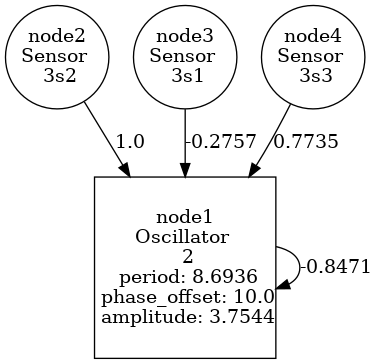 node2
Sensor
3s2
node3
Sensor
3s1
node4
Sensor
3s3
1.0
-0.2757
0.7735
node1
Oscillator
2
period: 8.6936
phase_offset: 10.0
amplitude: 3.7544
-0.8471